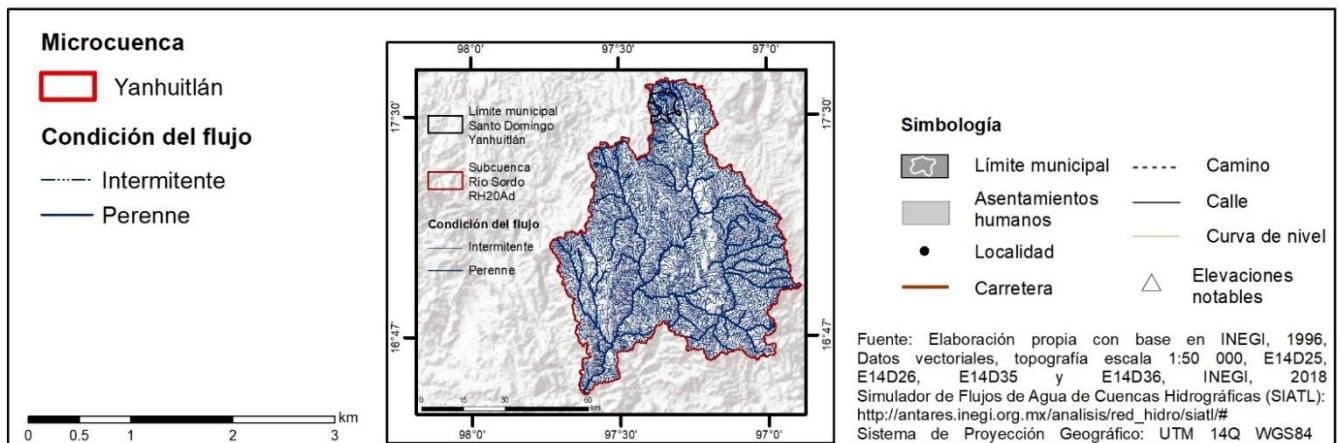 Microcuenca
Yanhuitlán
Condición del flujo
Intermitente
Perenne
km
0 0.5 1 2 3
98°0' 97°30' 97°0'
17°30' 17°30'
Límite municipal
Santo Domingo
Yanhuitlán
Subcuenca
Río Sordo
RH20Ad
Condición del flujo
Intermitente
Perenne
16°47' 16°47'
0 15 30 60
km
98°0' 97°30' 97°0'
Simbología
Límite municipal
Asentamientos
humanos
Localidad
Carretera
Camino
Calle
Curva de nivel
Elevaciones
notables
Fuente: Elaboración propia con base en INEGI, 1996,
Datos vectoriales, topografía escala 1:50 000, E14D25,
E14D26, E14D35 y E14D36, INEGI, 2018
Simulador de Flujos de Agua de Cuencas Hidrográficas (SIATL):
http://antares.inegi.org.mx/analisis/red_hidro/siatl/#
Sistema de Proyección Geográfico: UTM 14Q WGS84